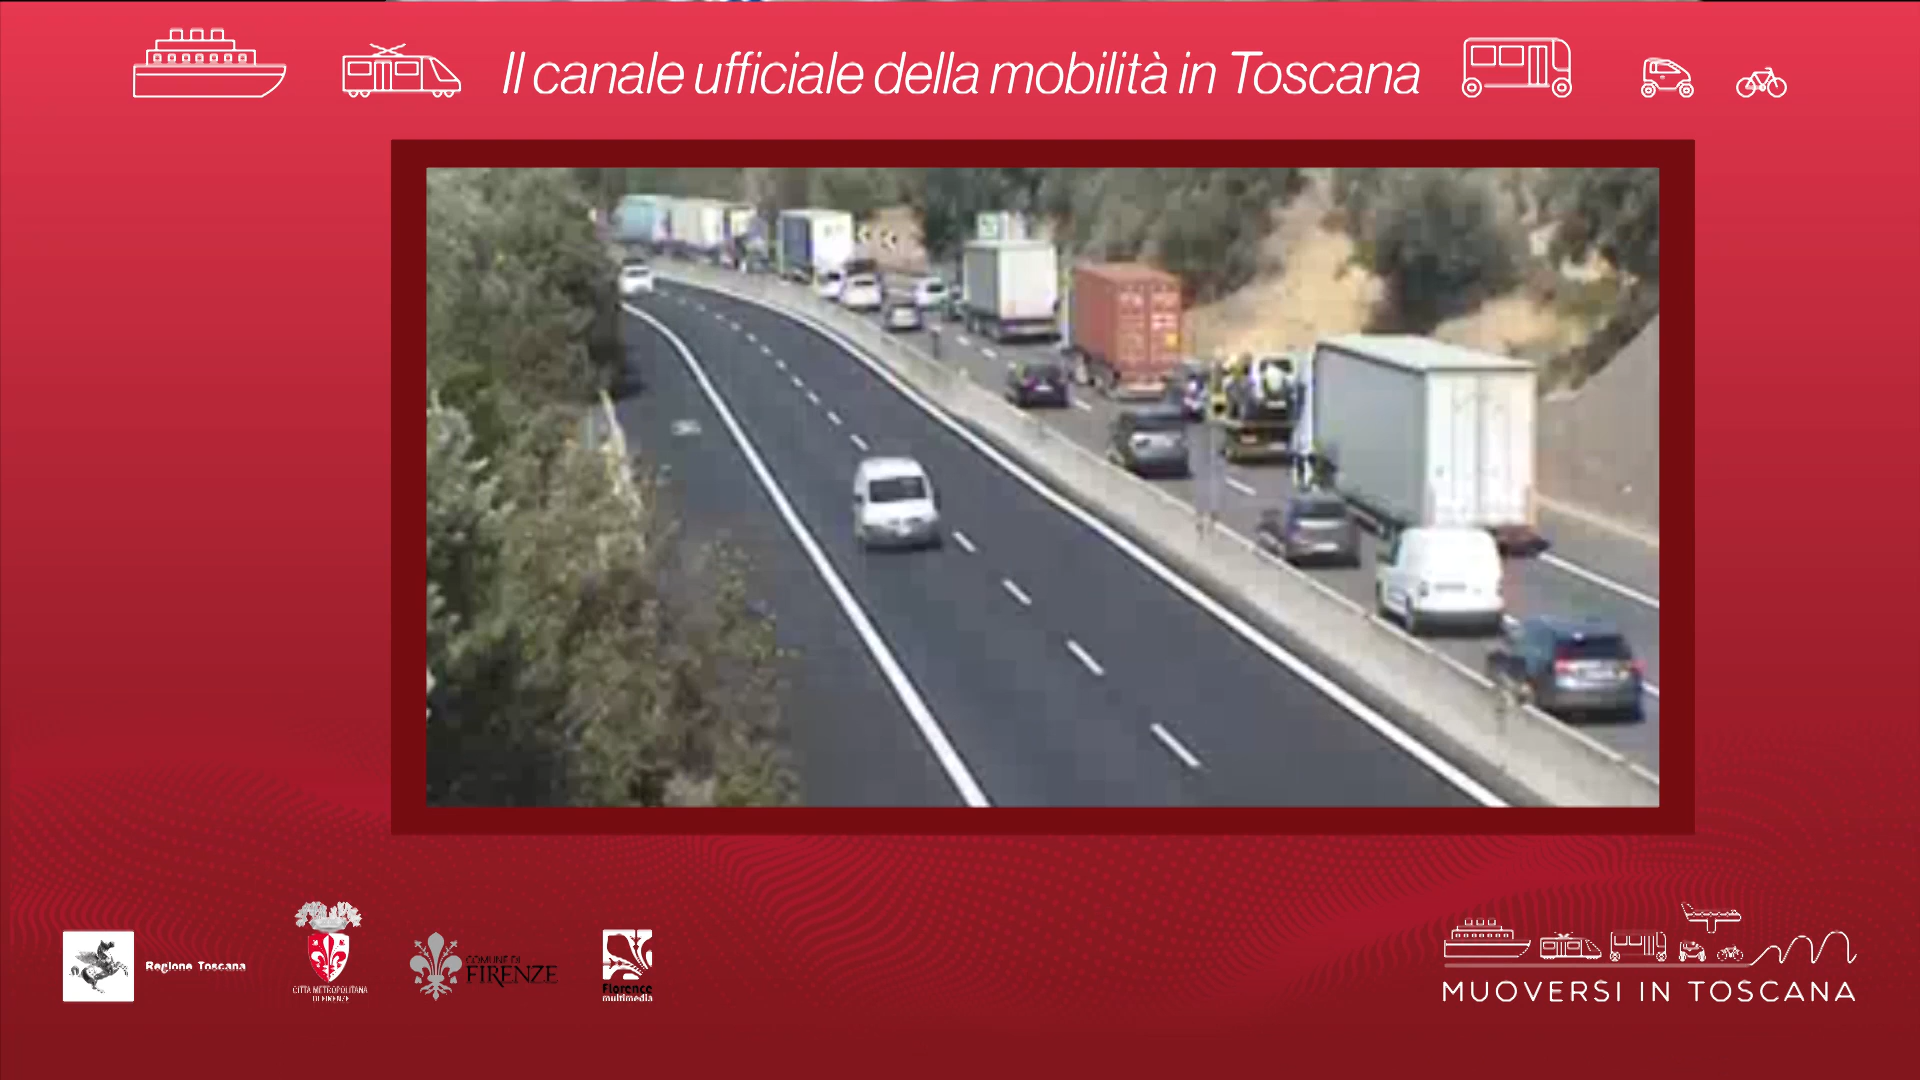 Il canale ufficiale della mobilità in Toscana
Regione Toscana
CITTÀ METROPOLITANA
DI FIRENZE
COMUNE DI
FIRENZE
Florence
multimedia
MUOVERSI IN TOSCANA